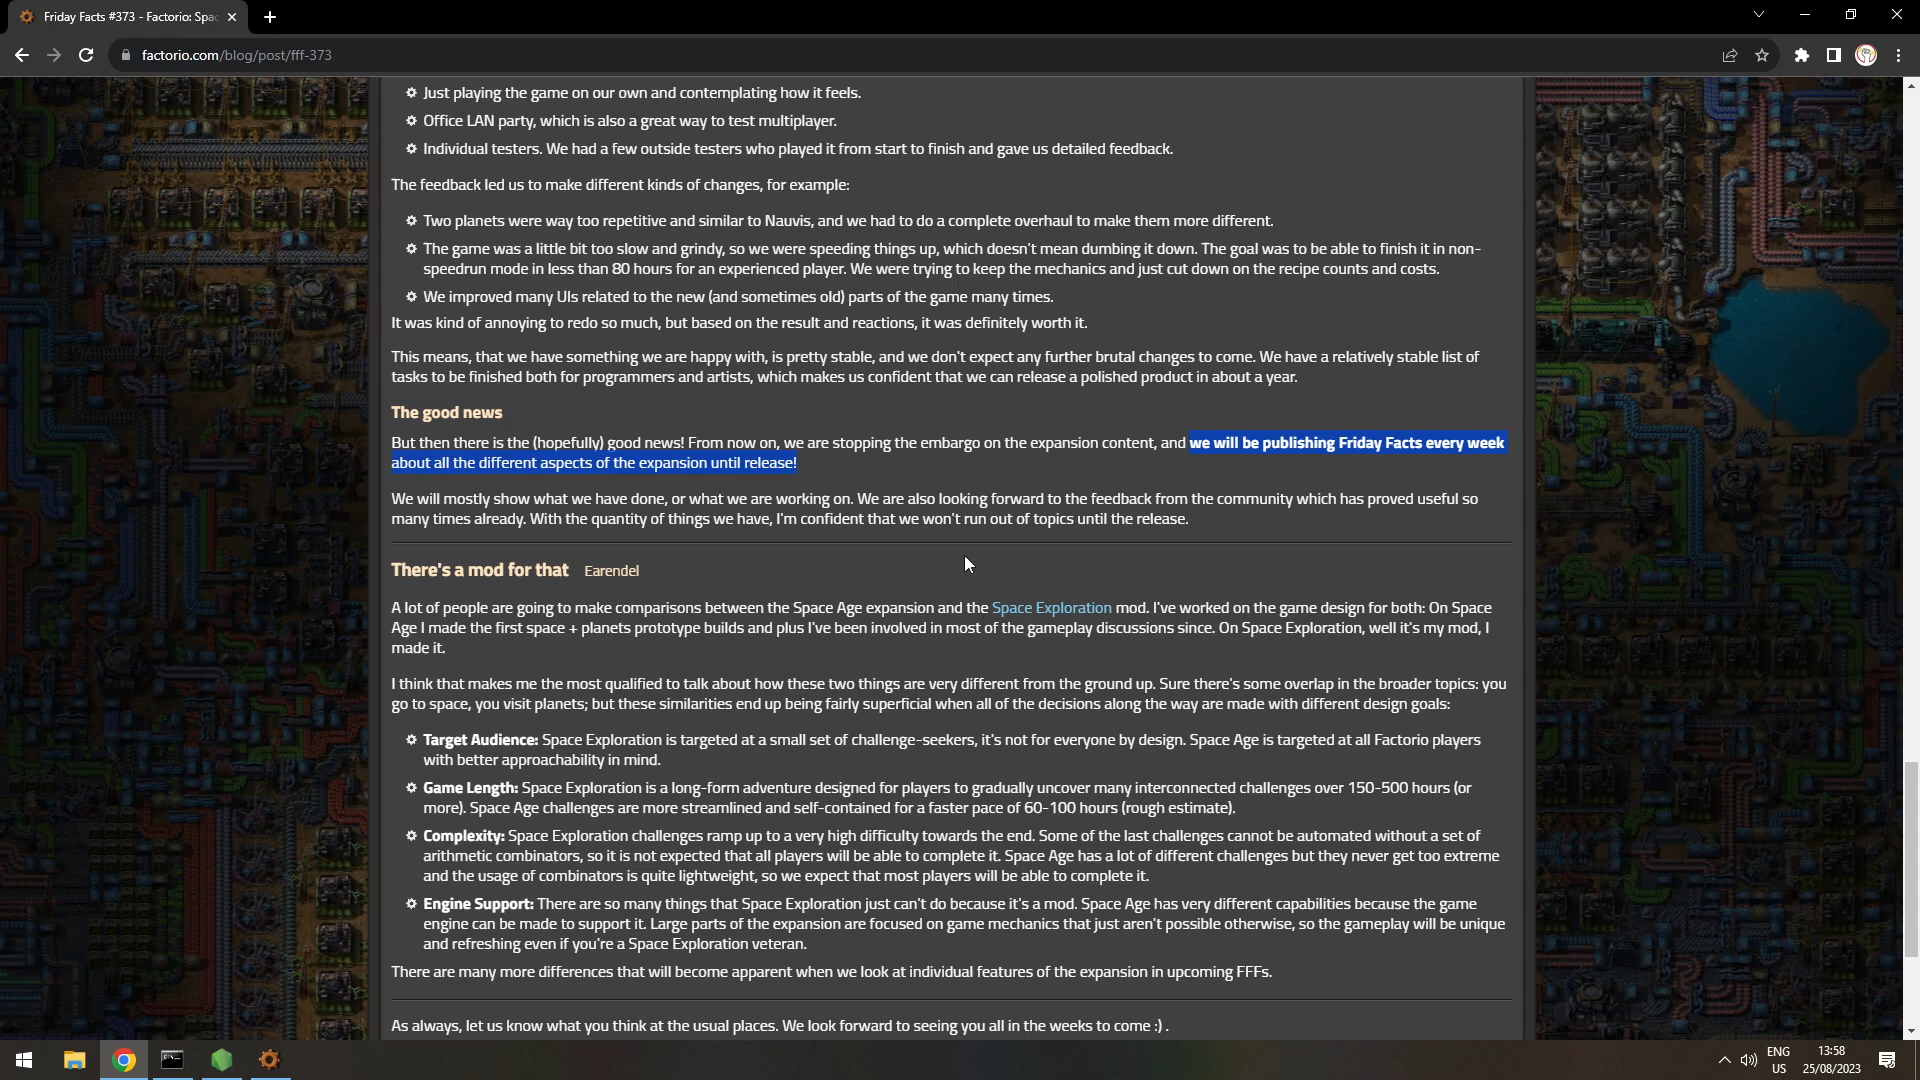 Friday Facts #373 - Factorio: Spa
factorio.com/blog/post/fff-373
Just playing the game on our own and contemplating how it feels.
Office LAN party, which is also a great way to test multiplayer.
Individual testers. We had a few outside testers who played it from start to finish and gave us detailed feedback.
The feedback led us to make different kinds of changes, for example:
Two planets were way too repetitive and similar to Nauvis, and we had to do a complete overhaul to make them more different.
The game was a little bit too slow and grindy, so we were speeding things up, which doesn't mean dumbing it down. The goal was to be able to finish it in non-
speedrun mode in less than 80 hours for an experienced player. We were trying to keep the mechanics and just cut down on the recipe counts and costs.
We improved many UIs related to the new (and sometimes old) parts of the game many times.
It was kind of annoying to redo so much, but based on the result and reactions, it was definitely worth it.
This means, that we have something we are happy with, is pretty stable, and we don't expect any further brutal changes to come. We have a relatively stable list of
tasks to be finished both for programmers and artists, which makes us confident that we can release a polished product in about a year.
The good news
But then there is the (hopefully) good news! From now on, we are stopping the embargo on the expansion content, and we will be publishing Friday Facts every week
about all the different aspects of the expansion until release!
We will mostly show what we have done, or what we are working on. We are also looking forward to the feedback from the community which has proved useful so
many times already. With the quantity of things we have, I'm confident that we won't run out of topics until the release.
There's a mod for that Earendel
A lot of people are going to make comparisons between the Space Age expansion and the Space Exploration mod. I've worked on the game design for both: On Space
Age I made the first space + planets prototype builds and plus I've been involved in most of the gameplay discussions since. On Space Exploration, well it's my mod, I
made it.
I think that makes me the most qualified to talk about how these two things are very different from the ground up. Sure there's some overlap in the broader topics: you
go to space, you visit planets; but these similarities end up being fairly superficial when all of the decisions along the way are made with different design goals:
Target Audience: Space Exploration is targeted at a small set of challenge-seekers, it's not for everyone by design. Space Age is targeted at all Factorio players
with better approachability in mind.
Game Length: Space Exploration is a long-form adventure designed for players to gradually uncover many interconnected challenges over 150-500 hours (or
more). Space Age challenges are more streamlined and self-contained for a faster pace of 60-100 hours (rough estimate).
Complexity: Space Exploration challenges ramp up to a very high difficulty towards the end. Some of the last challenges cannot be automated without a set of
arithmetic combinators, so it is not expected that all players will be able to complete it. Space Age has a lot of different challenges but they never get too extreme
and the usage of combinators is quite lightweight, so we expect that most players will be able to complete it.
Engine Support: There are so many things that Space Exploration just can't do because it's a mod. Space Age has very different capabilities because the game
engine can be made to support it. Large parts of the expansion are focused on game mechanics that just aren't possible otherwise, so the gameplay will be unique
and refreshing even if you're a Space Exploration veteran.
There are many more differences that will become apparent when we look at individual features of the expansion in upcoming FFFs.
As always, let us know what you think at the usual places. We look forward to seeing you all in the weeks to come :) .
ENG
US
13:58
25/08/2023